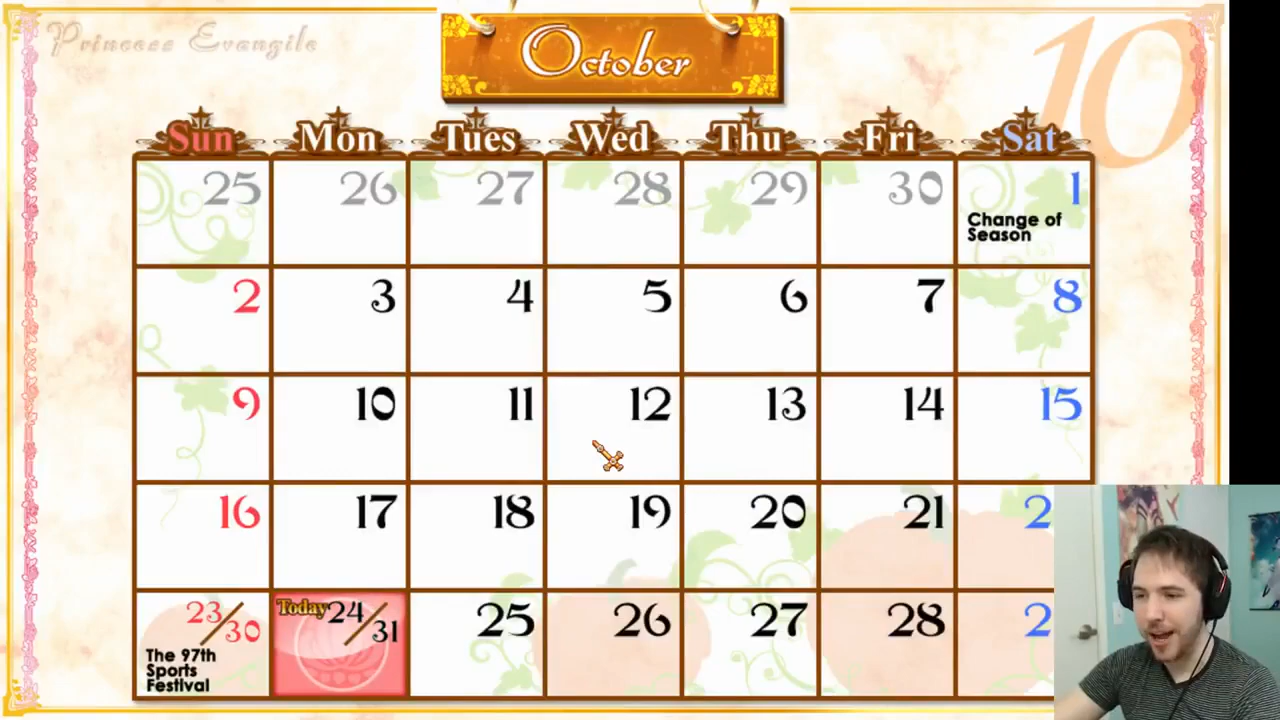 Princess Evangile
October
10
Sun Mon Tues Wed Thu Fri Sat
25 26 27 28 29 30 1
Change of
Season
2 3 4 5 6 7 8
9 10 11 12 13 14 15
16 17 18 19 20 21 2
23/30 Today 24/31 25 26 27 28 2
The 97th
Sports
Festival